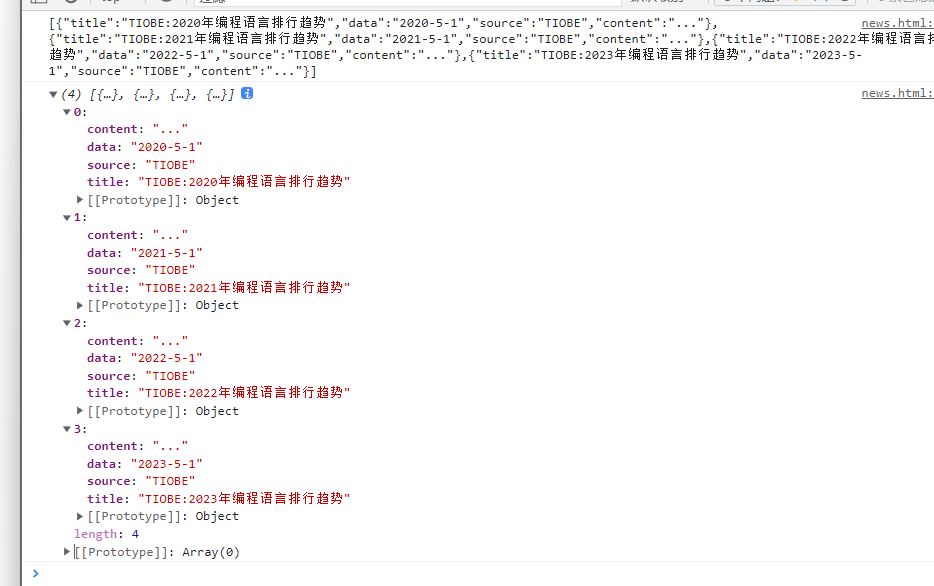 [{"title":"TIOBE:2020年编程语言排行趋势","data":"2020-5-1","source":"TIOBE","content":"..."}, news.html:
{"title":"TIOBE:2021年编程语言排行趋势","data":"2021-5-1","source":"TIOBE","content":"..."},{"title":"TIOBE:2022年编程语言排行
趋势","data":"2022-5-1","source":"TIOBE","content":"..."},{"title":"TIOBE:2023年编程语言排行趋势","data":"2023-5-
1","source":"TIOBE","content":"..."}]
(4) [{…}, {…}, {…}, {…}] news.html:
0:
content: "..."
data: "2020-5-1"
source: "TIOBE"
title: "TIOBE:2020年编程语言排行趋势"
[[Prototype]]: Object
1:
content: "..."
data: "2021-5-1"
source: "TIOBE"
title: "TIOBE:2021年编程语言排行趋势"
[[Prototype]]: Object
2:
content: "..."
data: "2022-5-1"
source: "TIOBE"
title: "TIOBE:2022年编程语言排行趋势"
[[Prototype]]: Object
3:
content: "..."
data: "2023-5-1"
source: "TIOBE"
title: "TIOBE:2023年编程语言排行趋势"
[[Prototype]]: Object
length: 4
[[Prototype]]: Array(0)